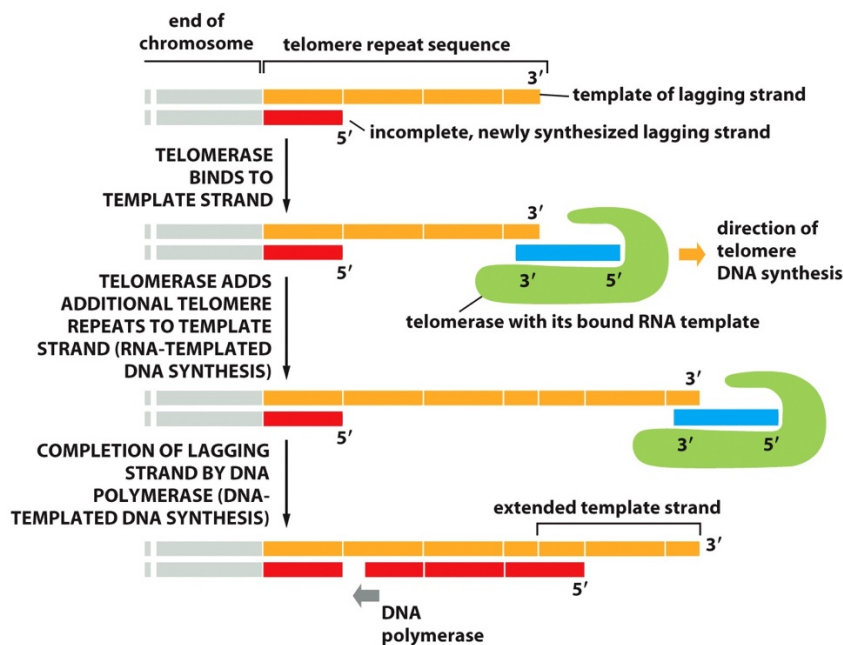 end of
chromosome
telomere repeat sequence
3′
template of lagging strand
incomplete, newly synthesized lagging strand
5′
TELOMERASE
BINDS TO
TEMPLATE STRAND
3′
direction of
telomere
DNA synthesis
5′
3′ 5′
TELOMERASE ADDS
ADDITIONAL TELOMERE
REPEATS TO TEMPLATE
STRAND (RNA-TEMPLATED
DNA SYNTHESIS)
telomerase with its bound RNA template
3′
5′
3′ 5′
COMPLETION OF LAGGING
STRAND BY DNA
POLYMERASE (DNA-
TEMPLATED DNA SYNTHESIS)
extended template strand
3′
5′
DNA
polymerase